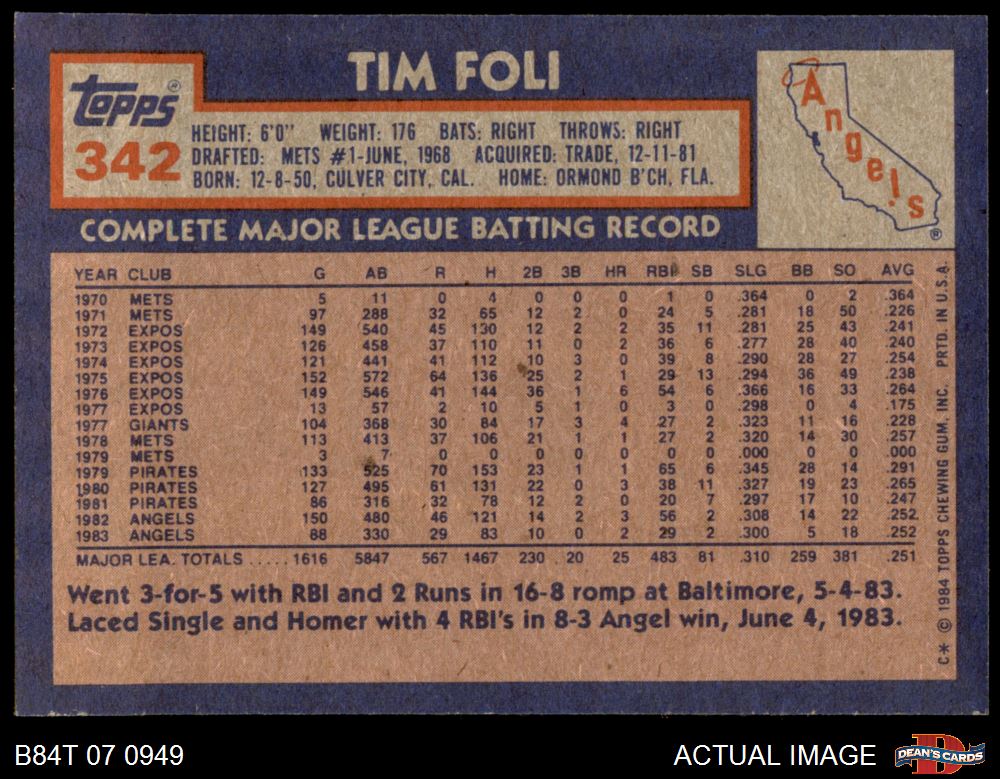 TIM FOLI
topps®
342
HEIGHT: 6'0" WEIGHT: 176 BATS: RIGHT THROWS: RIGHT
DRAFTED: METS #1-JUNE, 1968 ACQUIRED: TRADE, 12-11-81
BORN: 12-8-50, CULVER CITY, CAL. HOME: ORMOND B'CH, FLA.
Angels
®
COMPLETE MAJOR LEAGUE BATTING RECORD
YEAR CLUB G AB R H 2B 3B HR RBI SB SLG BB SO AVG
1970 METS 5 11 0 4 0 0 0 1 0 .364 0 2 .364
1971 METS 97 288 32 65 12 2 0 24 5 .281 18 50 .226
1972 EXPOS 149 540 45 130 12 2 2 35 11 .281 25 43 .241
1973 EXPOS 126 458 37 110 11 0 2 36 6 .277 28 40 .240
1974 EXPOS 121 441 41 112 10 3 0 39 8 .290 28 27 .254
1975 EXPOS 152 572 64 136 25 2 1 29 13 .294 36 49 .238
1976 EXPOS 149 546 41 144 36 1 6 54 6 .366 16 33 .264
1977 EXPOS 13 57 2 10 5 1 0 3 0 .298 0 4 .175
1977 GIANTS 104 368 30 84 17 3 4 27 2 .323 11 16 .228
1978 METS 113 413 37 106 21 1 1 27 2 .320 14 30 .257
1979 METS 3 7 0 0 0 0 0 0 0 .000 0 0 .000
1979 PIRATES 133 525 70 153 23 1 1 65 6 .345 28 14 .291
1980 PIRATES 127 495 61 131 22 0 3 38 11 .327 19 23 .265
1981 PIRATES 86 316 32 78 12 2 0 20 7 .297 17 10 .247
1982 ANGELS 150 480 46 121 14 2 3 56 2 .308 14 22 .252
1983 ANGELS 88 330 29 83 10 0 2 29 2 .300 5 18 .252
MAJOR LEA. TOTALS ..... 1616 5847 567 1467 230 20 25 483 81 .310 259 381 .251
Went 3-for-5 with RBI and 2 Runs in 16-8 romp at Baltimore, 5-4-83.
Laced Single and Homer with 4 RBI's in 8-3 Angel win, June 4, 1983.
C* © 1984 TOPPS CHEWING GUM, INC. PRTD. IN U.S.A.
B84T 07 0949
ACTUAL IMAGE
D
DEAN'S CARDS